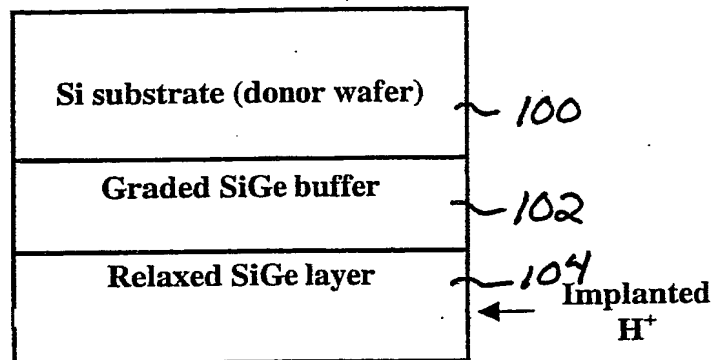 Si substrate (donor wafer)
100
Graded SiGe buffer
102
Relaxed SiGe layer
104
Implanted
H⁺